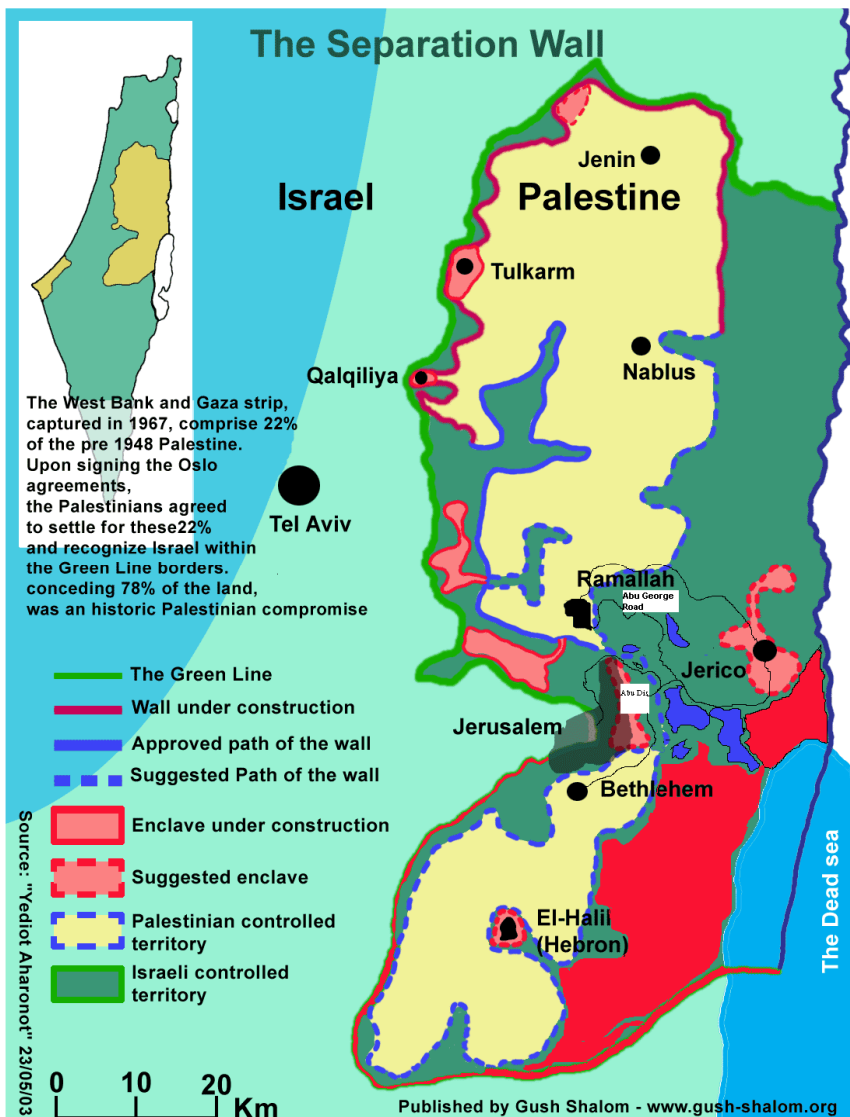 The Separation Wall
Israel
Palestine
Jenin
Tulkarm
Qalqiliya
Nablus
The West Bank and Gaza strip,
captured in 1967, comprise 22%
of the pre 1948 Palestine.
Upon signing the Oslo
agreements,
the Palestinians agreed
to settle for these22%
and recognize Israel within
the Green Line borders.
conceding 78% of the land,
was an historic Palestinian compromise
Tel Aviv
Ramallah
Abu George
Road
Jerico
Abu Dis
Jerusalem
Bethlehem
El-Halil
(Hebron)
The Dead sea
The Green Line
Wall under construction
Approved path of the wall
Suggested Path of the wall
Enclave under construction
Suggested enclave
Palestinian controlled
territory
Israeli controlled
territory
Source: "Yediot Aharonot" 23/05/03
0 10 20
Km
Published by Gush Shalom - www.gush-shalom.org